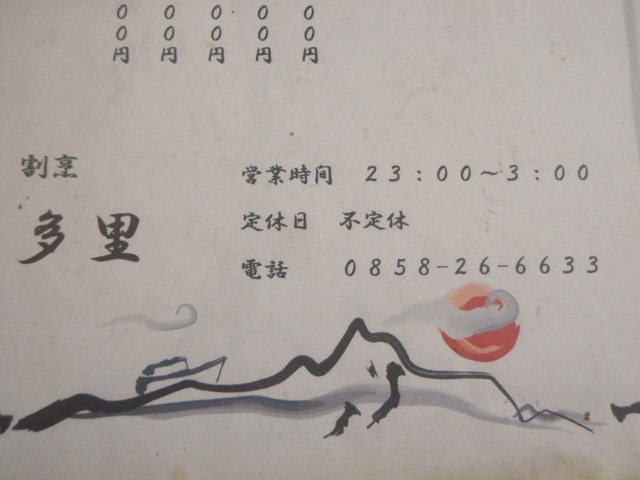 ０ ０ ０ ０ ０
０ ０ ０ ０ ０
円 円 円 円 円
割烹
多里
営業時间 ２３：００～３：００
定休日 不定休
電話 ０８５８-２６-６６３３